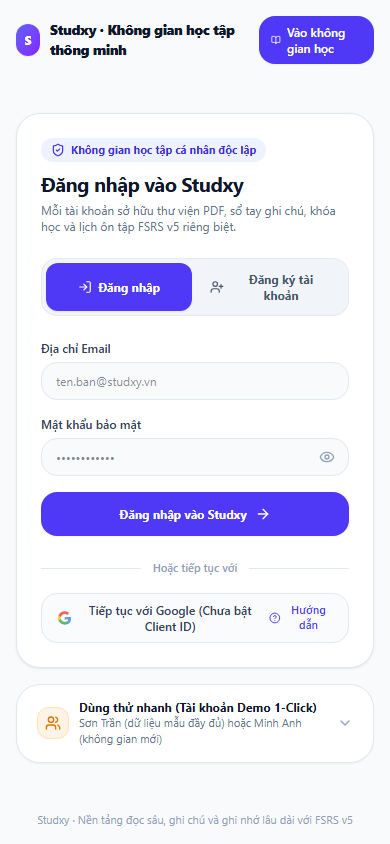 S
Studxy · Không gian học tập
thông minh
Vào không
gian học
Không gian học tập cá nhân độc lập
Đăng nhập vào Studxy
Mỗi tài khoản sở hữu thư viện PDF, sổ tay ghi chú, khóa
học và lịch ôn tập FSRS v5 riêng biệt.
Đăng nhập
Đăng ký tài
khoản
Địa chỉ Email
ten.ban@studxy.vn
Mật khẩu bảo mật
••••••••••••
Đăng nhập vào Studxy
Hoặc tiếp tục với
Tiếp tục với Google (Chưa bật
Client ID)
Hướng
dẫn
Dùng thử nhanh (Tài khoản Demo 1-Click)
Sơn Trần (dữ liệu mẫu đầy đủ) hoặc Minh Anh
(không gian mới)
Studxy · Nền tảng đọc sâu, ghi chú và ghi nhớ lâu dài với FSRS v5